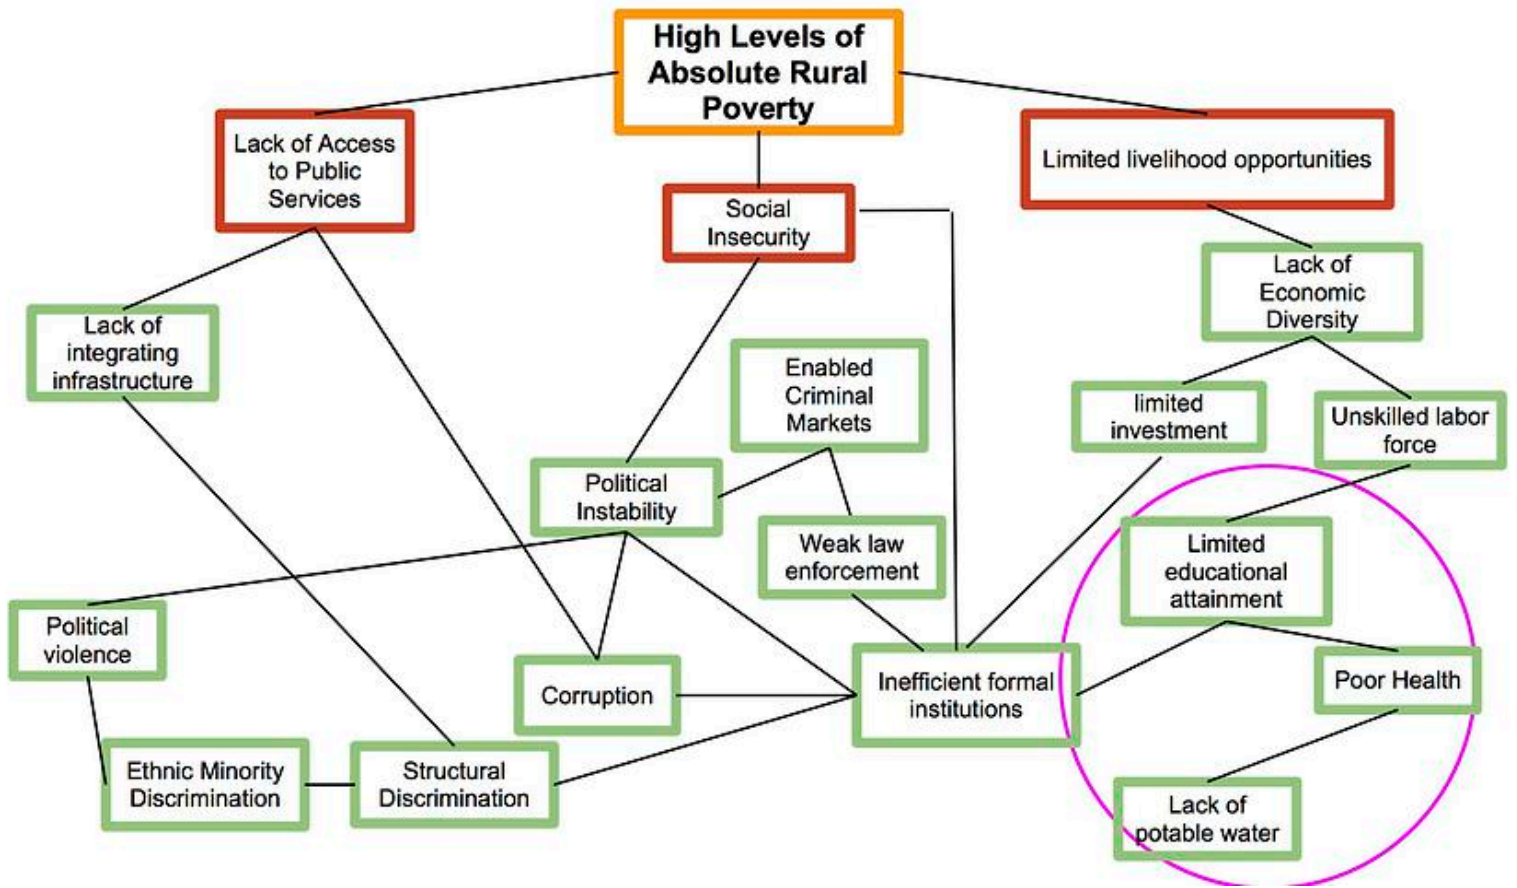 High Levels of
Absolute Rural
Poverty
Lack of Access
to Public
Services
Limited livelihood opportunities
Social
Insecurity
Lack of
Economic
Diversity
Lack of
integrating
infrastructure
Enabled
Criminal
Markets
limited
investment
Unskilled labor
force
Political
Instability
Weak law
enforcement
Limited
educational
attainment
Political
violence
Corruption
Inefficient formal
institutions
Poor Health
Ethnic Minority
Discrimination
Structural
Discrimination
Lack of
potable water